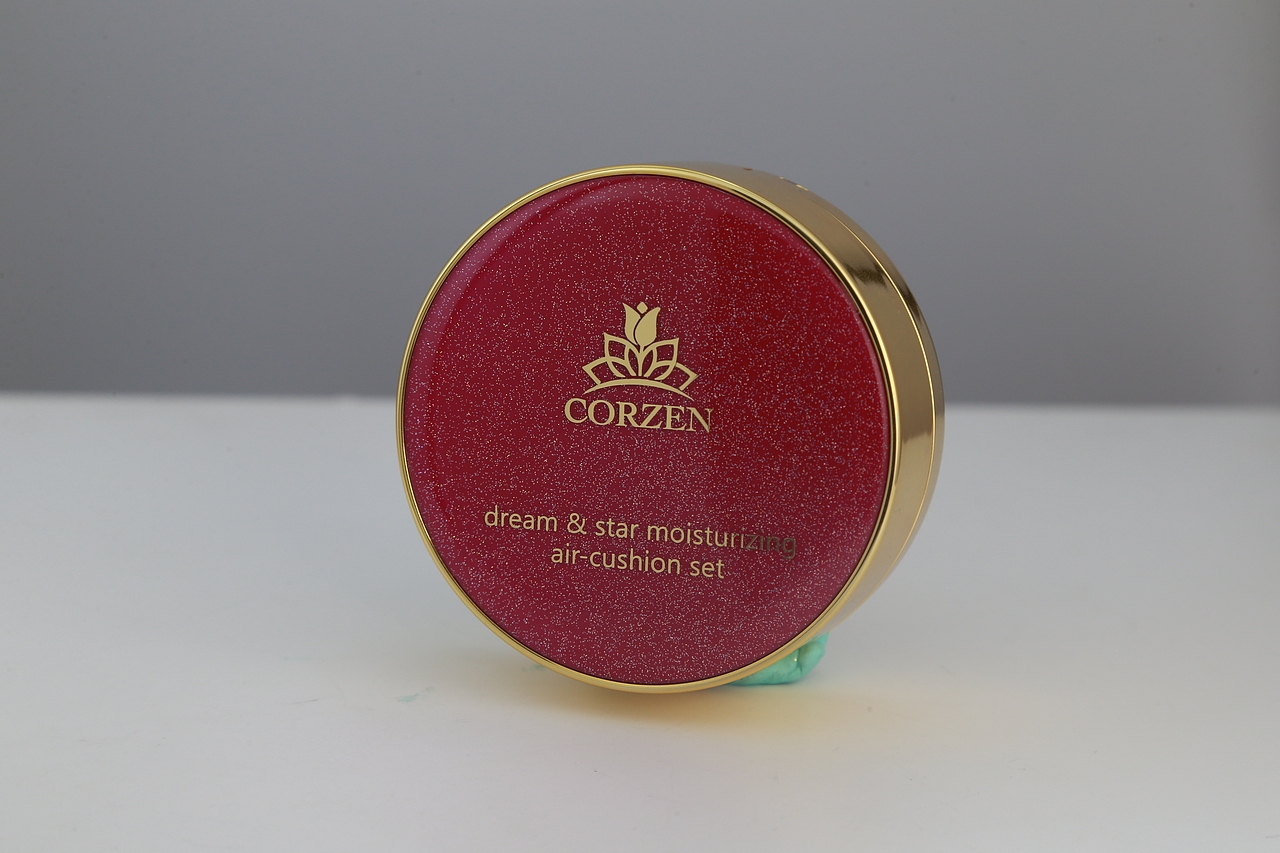 CORZEN
dream & star moisturizing
air-cushion set